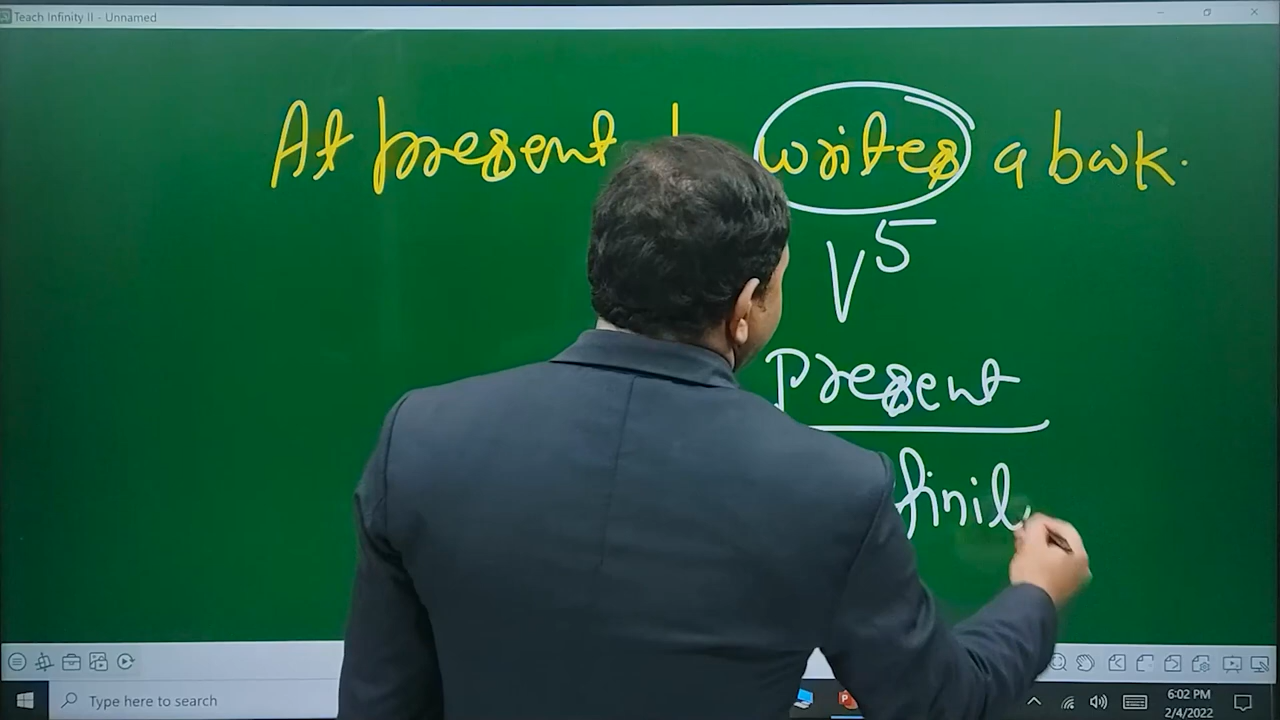 Teach Infinity II - Unnamed
At present writes a book.
V5
present
finit
Type here to search
6:02 PM
2/4/2022